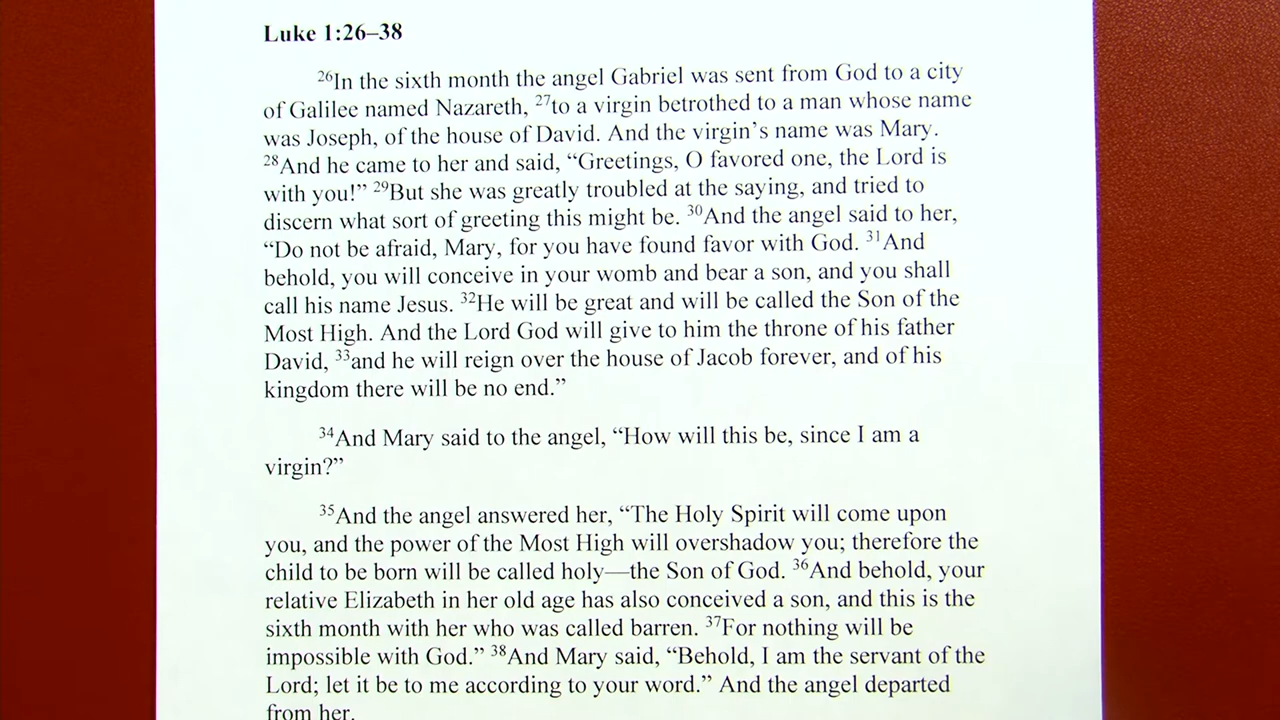 Luke 1:26–38
26In the sixth month the angel Gabriel was sent from God to a city
of Galilee named Nazareth, 27to a virgin betrothed to a man whose name
was Joseph, of the house of David. And the virgin’s name was Mary.
28And he came to her and said, “Greetings, O favored one, the Lord is
with you!” 29But she was greatly troubled at the saying, and tried to
discern what sort of greeting this might be. 30And the angel said to her,
“Do not be afraid, Mary, for you have found favor with God. 31And
behold, you will conceive in your womb and bear a son, and you shall
call his name Jesus. 32He will be great and will be called the Son of the
Most High. And the Lord God will give to him the throne of his father
David, 33and he will reign over the house of Jacob forever, and of his
kingdom there will be no end.”
34And Mary said to the angel, “How will this be, since I am a
virgin?”
35And the angel answered her, “The Holy Spirit will come upon
you, and the power of the Most High will overshadow you; therefore the
child to be born will be called holy—the Son of God. 36And behold, your
relative Elizabeth in her old age has also conceived a son, and this is the
sixth month with her who was called barren. 37For nothing will be
impossible with God.” 38And Mary said, “Behold, I am the servant of the
Lord; let it be to me according to your word.” And the angel departed
from her.